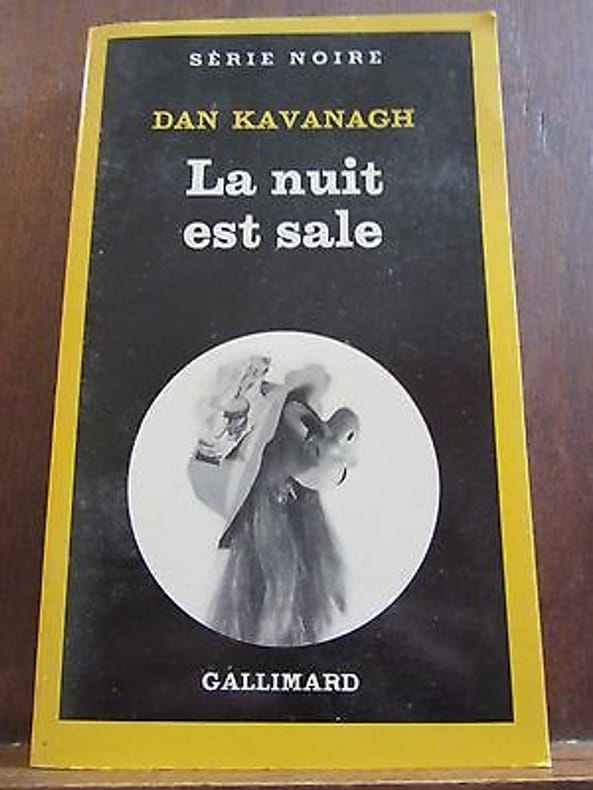 SÉRIE NOIRE
DAN KAVANAGH
La nuit
est sale
GALLIMARD